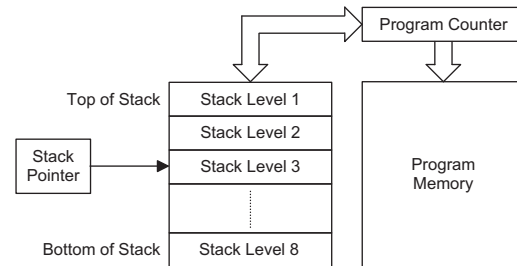 Program Counter
Top of Stack
Stack Level 1
Stack Level 2
Stack
Pointer
Stack Level 3
Program
Memory
Bottom of Stack
Stack Level 8